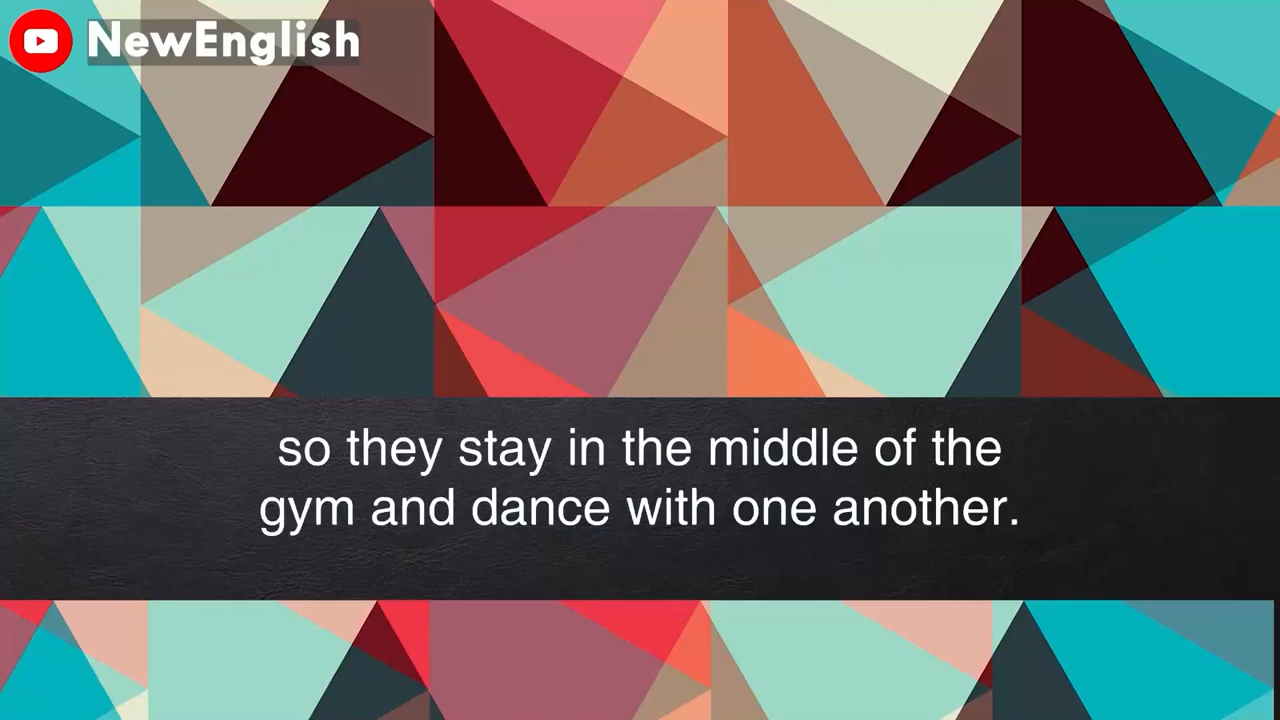 NewEnglish
so they stay in the middle of the
gym and dance with one another.